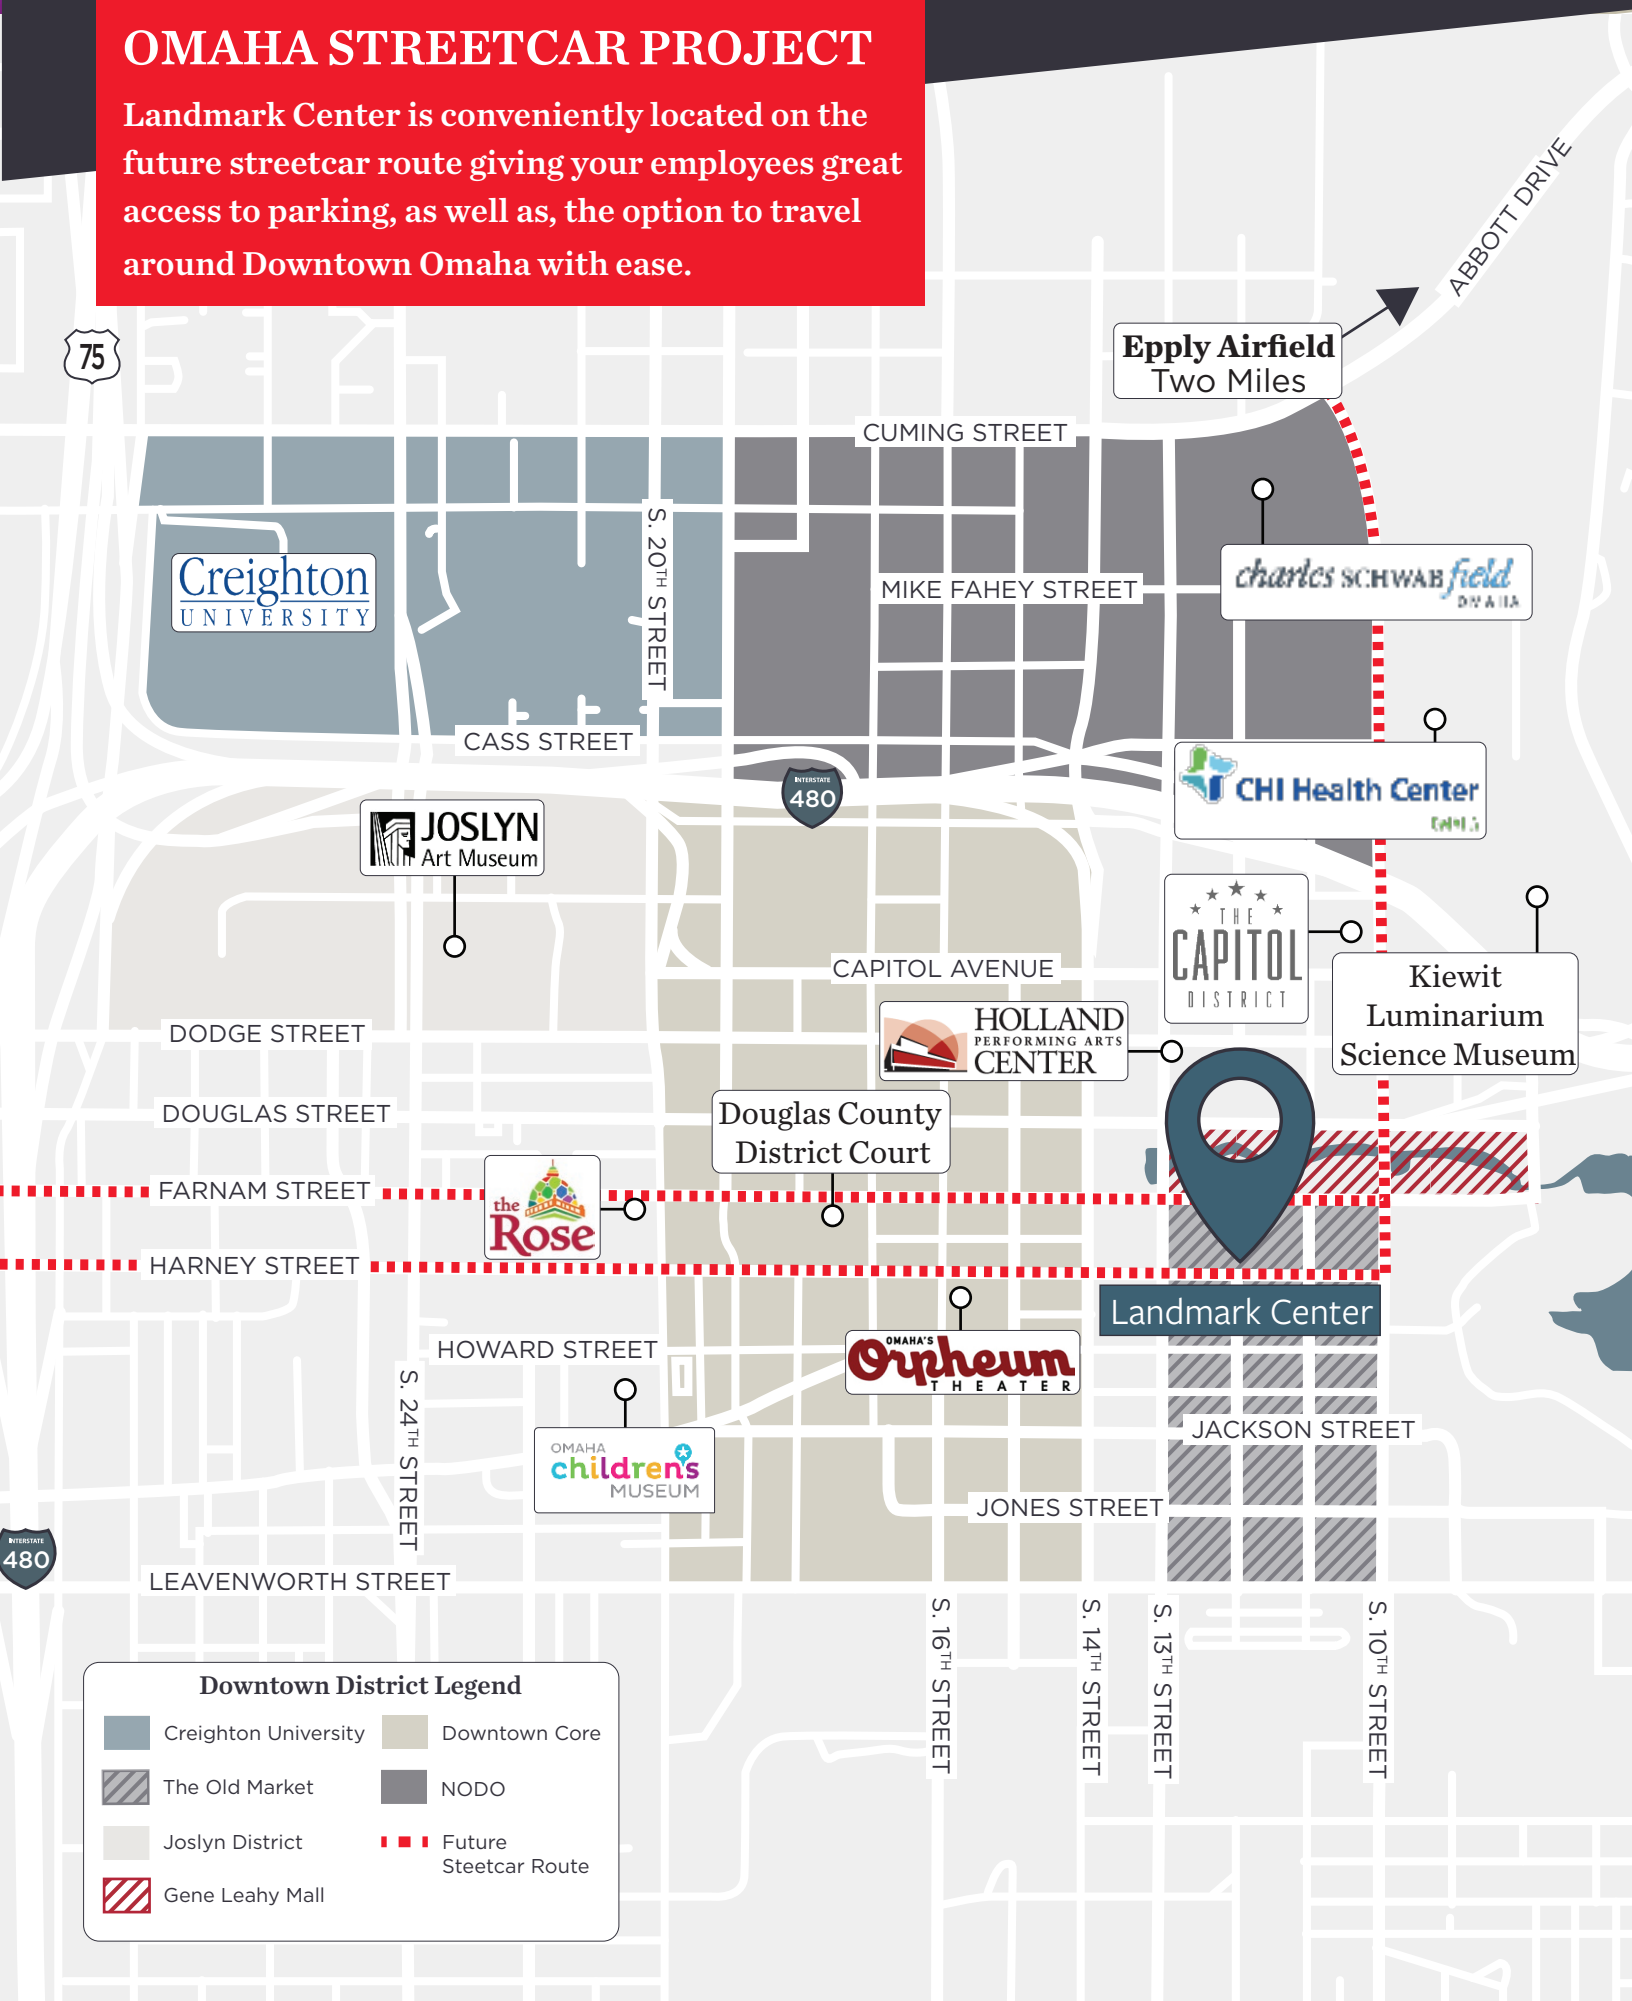 OMAHA STREETCAR PROJECT
Landmark Center is conveniently located on the
future streetcar route giving your employees great
access to parking, as well as, the option to travel
around Downtown Omaha with ease.
ABBOTT DRIVE
75
Epply Airfield
Two Miles
CUMING STREET
S. 20TH STREET
Creighton
UNIVERSITY
MIKE FAHEY STREET
charles SCHWAB field
OMAHA
CASS STREET
INTERSTATE
480
CHI Health Center
OMAHA
JOSLYN
Art Museum
THE
CAPITOL
DISTRICT
CAPITOL AVENUE
Kiewit
Luminarium
Science Museum
HOLLAND
PERFORMING ARTS
CENTER
DODGE STREET
DOUGLAS STREET
Douglas County
District Court
FARNAM STREET
the
Rose
HARNEY STREET
Landmark Center
HOWARD STREET
OMAHA'S
Orpheum
THEATER
S. 24TH STREET
JACKSON STREET
OMAHA
children's
MUSEUM
JONES STREET
INTERSTATE
480
LEAVENWORTH STREET
S. 16TH STREET
S. 14TH STREET
S. 13TH STREET
S. 10TH STREET
Downtown District Legend
Creighton University
Downtown Core
The Old Market
NODO
Joslyn District
Future
Steetcar Route
Gene Leahy Mall